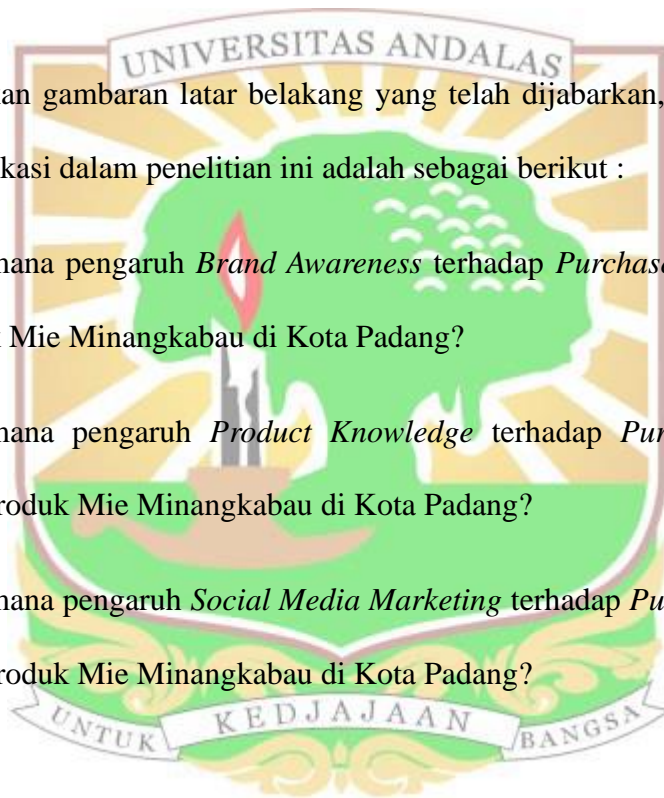 UNIVERSITAS ANDALAS
an gambaran latar belakang yang telah dijabarkan,
kasi dalam penelitian ini adalah sebagai berikut :
nana pengaruh Brand Awareness terhadap Purchase
Mie Minangkabau di Kota Padang?
nana pengaruh Product Knowledge terhadap Pur
roduk Mie Minangkabau di Kota Padang?
nana pengaruh Social Media Marketing terhadap Pu
roduk Mie Minangkabau di Kota Padang?
UNTUK KEDJAJAAN BANGSA